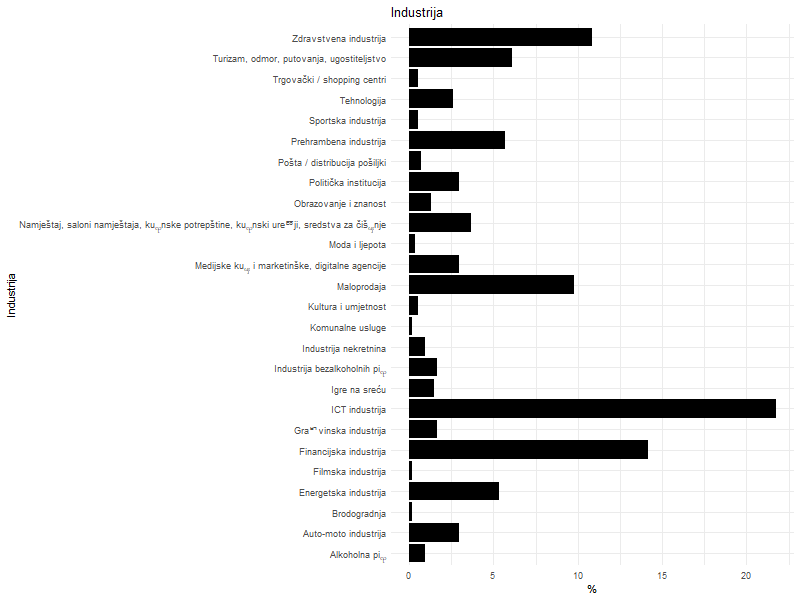 Industrija
Zdravstvena industrija
Turizam, odmor, putovanja, ugostiteljstvo
Trgovački / shopping centri
Tehnologija
Sportska industrija
Prehrambena industrija
Pošta / distribucija pošiljki
Politička institucija
Obrazovanje i znanost
Namještaj, saloni namještaja, potrepštine, sredstva za
Moda i ljepota
Medijske i marketinške, digitalne agencije
Maloprodaja
Kultura i umjetnost
Komunalne usluge
Industrija nekretnina
Industrija bezalkoholnih
Igre na sreću
ICT industrija
industrija
Financijska industrija
Filmska industrija
Energetska industrija
Brodogradnja
Auto-moto industrija
Alkoholna
Industrija
0 5 10 15 20
%